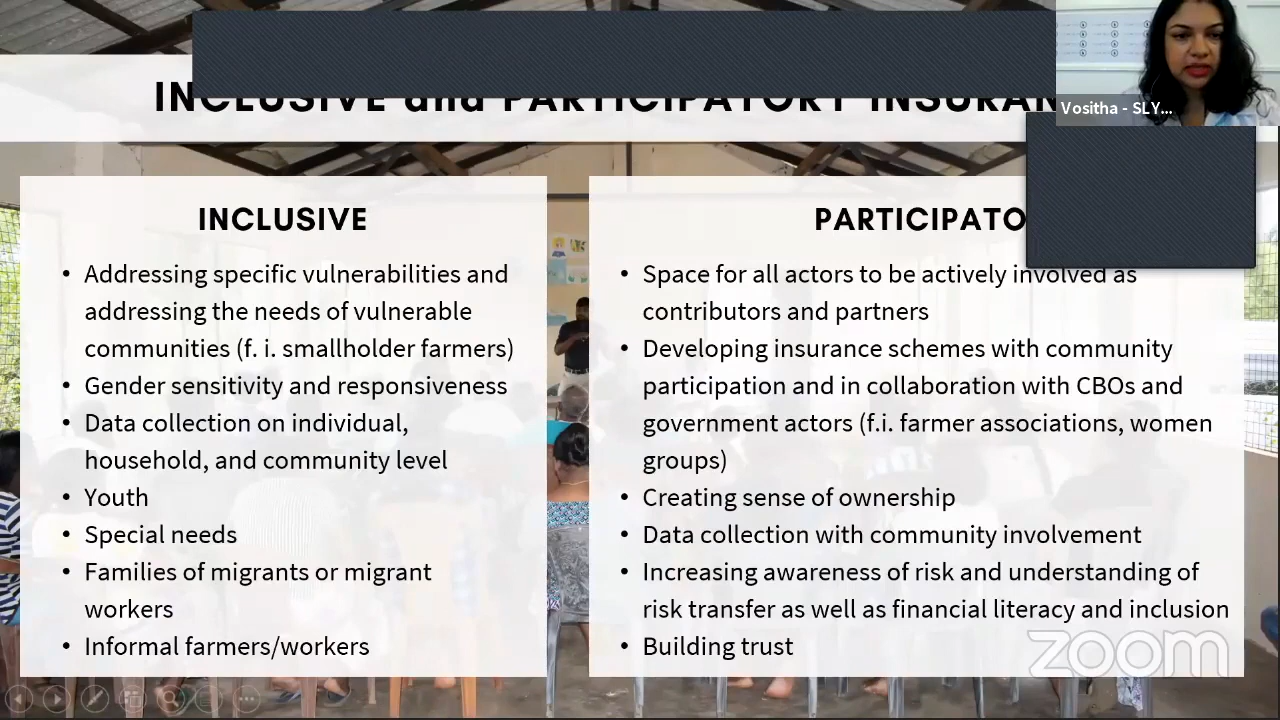 INCLUSIVE and PARTICIPATORY INSURAN
Vositha - SLY...
INCLUSIVE
• Addressing specific vulnerabilities and
addressing the needs of vulnerable
communities (f. i. smallholder farmers)
• Gender sensitivity and responsiveness
• Data collection on individual,
household, and community level
• Youth
• Special needs
• Families of migrants or migrant
workers
• Informal farmers/workers
PARTICIPATO
• Space for all actors to be actively involved as
contributors and partners
• Developing insurance schemes with community
participation and in collaboration with CBOs and
government actors (f.i. farmer associations, women
groups)
• Creating sense of ownership
• Data collection with community involvement
• Increasing awareness of risk and understanding of
risk transfer as well as financial literacy and inclusion
• Building trust
zoom